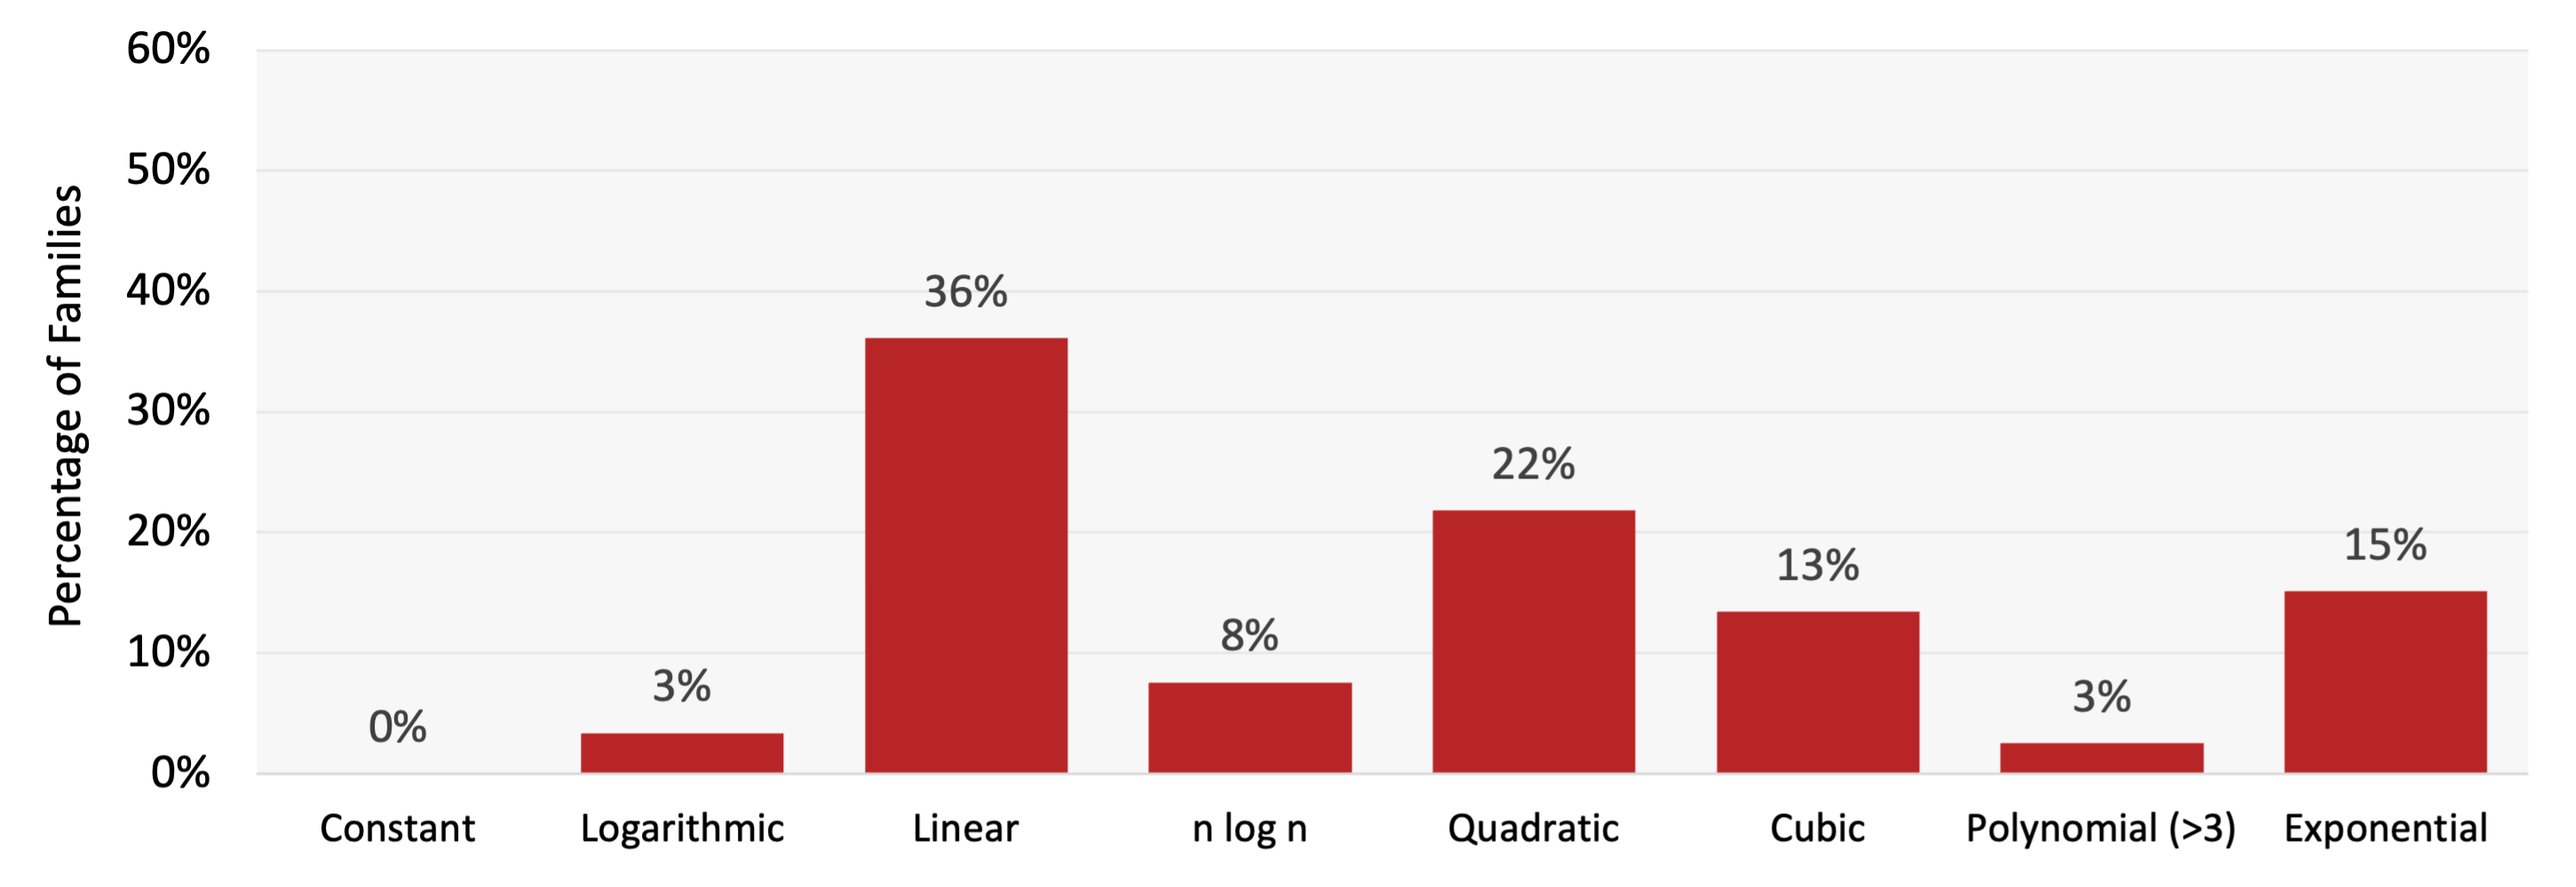 Percentage of Families
60%
50%
40%
30%
20%
10%
0%
0%
3%
36%
8%
22%
13%
3%
15%
Constant
Logarithmic
Linear
n log n
Quadratic
Cubic
Polynomial (>3)
Exponential